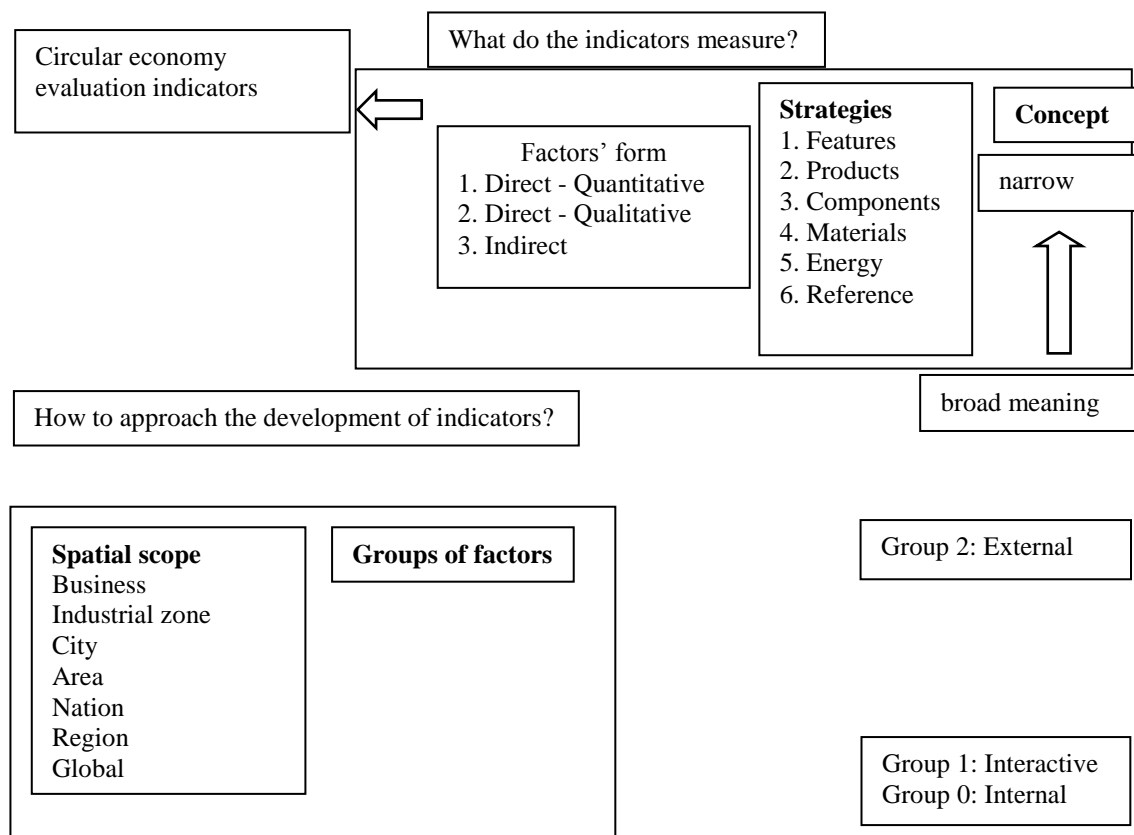 What do the indicators measure?
Circular economy
evaluation indicators
Factors’ form
1. Direct - Quantitative
2. Direct - Qualitative
3. Indirect
Strategies
1. Features
2. Products
3. Components
4. Materials
5. Energy
6. Reference
Concept
narrow
broad meaning
How to approach the development of indicators?
Spatial scope
Business
Industrial zone
City
Area
Nation
Region
Global
Groups of factors
Group 2: External
Group 1: Interactive
Group 0: Internal